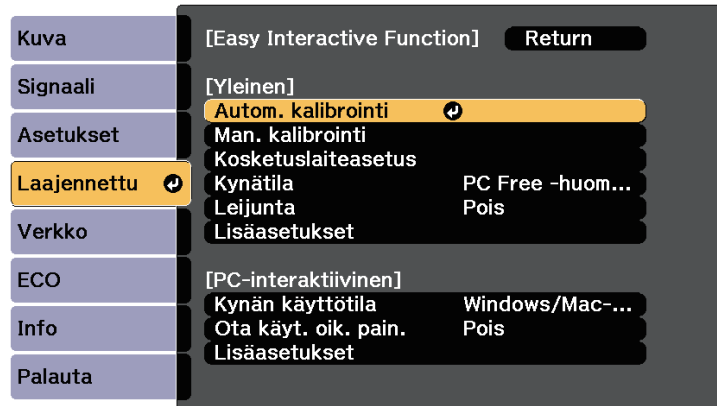 Kuva
Signaali
Asetukset
Laajennettu
Verkko
ECO
Info
Palauta
[Easy Interactive Function] Return
[Yleinen]
Autom. kalibrointi
Man. kalibrointi
Kosketuslaiteasetus
Kynätila PC Free -huom...
Leijunta Pois
Lisäasetukset
[PC-interaktiivinen]
Kynän käyttötila Windows/Mac-...
Ota käyt. oik. pain. Pois
Lisäasetukset